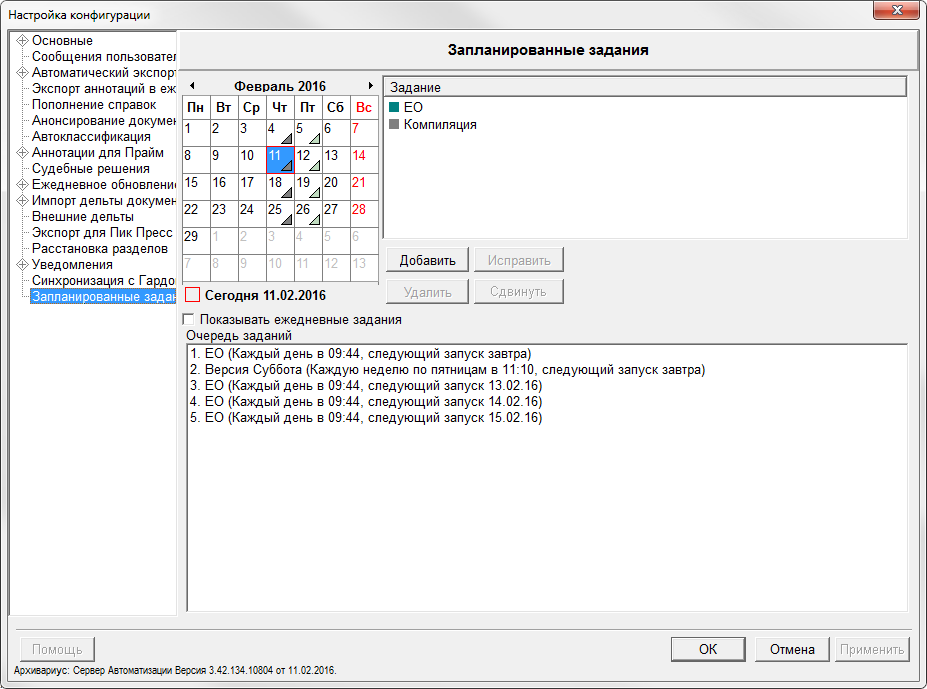 Настройка конфигурации
Основные
Сообщения пользовател
Автоматический экспорт
Экспорт аннотаций в еж
Пополнение справок
Анонсирование докумен
Автоклассификация
Аннотации для Прайм
Судебные решения
Ежедневное обновление
Импорт дельты докумен
Внешние дельты
Экспорт для Пик Пресс
Расстановка разделов
Уведомления
Синхронизация с Гардо
Запланированные задан
Запланированные задания
Февраль 2016
Пн Вт Ср Чт Пт Сб Вс
1 2 3 4 5 6 7
8 9 10 11 12 13 14
15 16 17 18 19 20 21
22 23 24 25 26 27 28
29 1 2 3 4 5 6
7 8 9 10 11 12 13
Сегодня 11.02.2016
Задание
ЕО
Компиляция
Добавить Исправить
Удалить Сдвинуть
Показывать ежедневные задания
Очередь заданий
1. ЕО (Каждый день в 09:44, следующий запуск завтра)
2. Версия Суббота (Каждую неделю по пятницам в 11:10, следующий запуск завтра)
3. ЕО (Каждый день в 09:44, следующий запуск 13.02.16)
4. ЕО (Каждый день в 09:44, следующий запуск 14.02.16)
5. ЕО (Каждый день в 09:44, следующий запуск 15.02.16)
Помощь OK Отмена Применить
Архивариус: Сервер Автоматизации Версия 3.42.134.10804 от 11.02.2016.